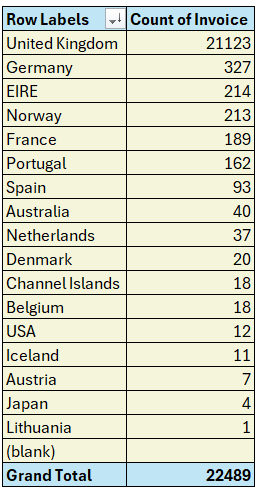 Row Labels Count of Invoice
United Kingdom 21123
Germany 327
EIRE 214
Norway 213
France 189
Portugal 162
Spain 93
Australia 40
Netherlands 37
Denmark 20
Channel Islands 18
Belgium 18
USA 12
Iceland 11
Austria 7
Japan 4
Lithuania 1
(blank)
Grand Total 22489